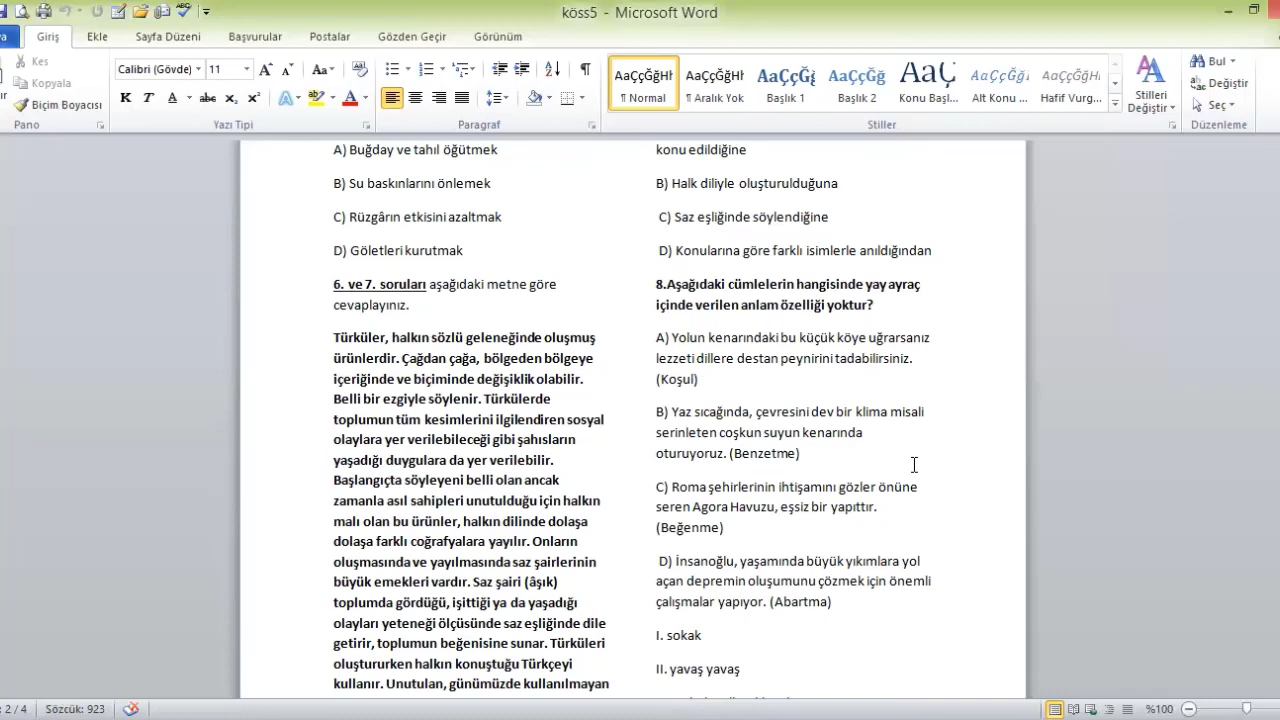 köss5 - Microsoft Word
Giriş Ekle Sayfa Düzeni Başvurular Postalar Gözden Geçir Görünüm
Kes
Kopyala
Biçim Boyacısı
Pano
Calibri (Gövde) 11
Yazı Tipi
Paragraf
AaÇçĞğHł AaÇçĞğHł AaÇçĞğ AaÇçĞğ AaÇ AaÇçĞğı AaÇçĞğHł
¶ Normal ¶ Aralık Yok Başlık 1 Başlık 2 Konu Başl... Alt Konu ... Hafif Vurg...
Stiller
Stilleri
Değiştir
Bul
Değiştir
Seç
Düzenleme
A) Buğday ve tahıl öğütmek
B) Su baskınlarını önlemek
C) Rüzgârın etkisini azaltmak
D) Göletleri kurutmak
6. ve 7. soruları aşağıdaki metne göre
cevaplayınız.
Türküler, halkın sözlü geleneğinde oluşmuş
ürünlerdir. Çağdan çağa, bölgeden bölgeye
içeriğinde ve biçiminde değişiklik olabilir.
Belli bir ezgiyle söylenir. Türkülerde
toplumun tüm kesimlerini ilgilendiren sosyal
olaylara yer verilebileceği gibi şahısların
yaşadığı duygulara da yer verilebilir.
Başlangıçta söyleyeni belli olan ancak
zamanla asıl sahipleri unutulduğu için halkın
malı olan bu ürünler, halkın dilinde dolaşa
dolaşa farklı coğrafyalara yayılır. Onların
oluşmasında ve yayılmasında saz şairlerinin
büyük emekleri vardır. Saz şairi (âşık)
toplumda gördüğü, işittiği ya da yaşadığı
olayları yeteneği ölçüsünde saz eşliğinde dile
getirir, toplumun beğenisine sunar. Türküleri
oluştururken halkın konuştuğu Türkçeyi
kullanır. Unutulan, günümüzde kullanılmayan
konu edildiğine
B) Halk diliyle oluşturulduğuna
C) Saz eşliğinde söylendiğine
D) Konularına göre farklı isimlerle anıldığından
8.Aşağıdaki cümlelerin hangisinde yay ayraç
içinde verilen anlam özelliği yoktur?
A) Yolun kenarındaki bu küçük köye uğrarsanız
lezzeti dillere destan peynirini tadabilirsiniz.
(Koşul)
B) Yaz sıcağında, çevresini dev bir klima misali
serinleten coşkun suyun kenarında
oturuyoruz. (Benzetme)
C) Roma şehirlerinin ihtişamını gözler önüne
seren Agora Havuzu, eşsiz bir yapıttır.
(Beğenme)
D) İnsanoğlu, yaşamında büyük yıkımlara yol
açan depremin oluşumunu çözmek için önemli
çalışmalar yapıyor. (Abartma)
I. sokak
II. yavaş yavaş
: 2 / 4 Sözcük: 923 %100